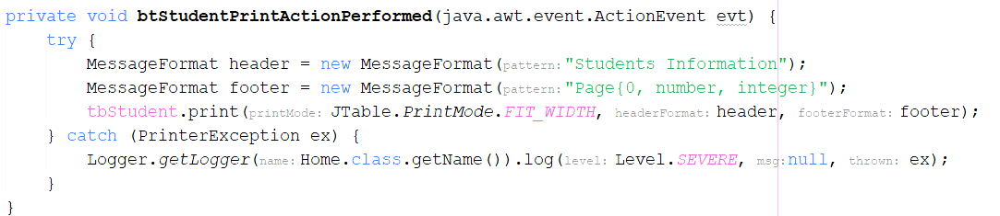 private void btStudentPrintActionPerformed(java.awt.event.ActionEvent evt) {
    try {
        MessageFormat header = new MessageFormat(pattern: "Students Information");
        MessageFormat footer = new MessageFormat(pattern: "Page{0, number, integer}");
        tbStudent.print(printMode: JTable.PrintMode.FIT_WIDTH, headerFormat: header, footerFormat: footer);
    } catch (PrinterException ex) {
        Logger.getLogger(name: Home.class.getName()).log(level: Level.SEVERE, msg: null, thrown: ex);
    }
}